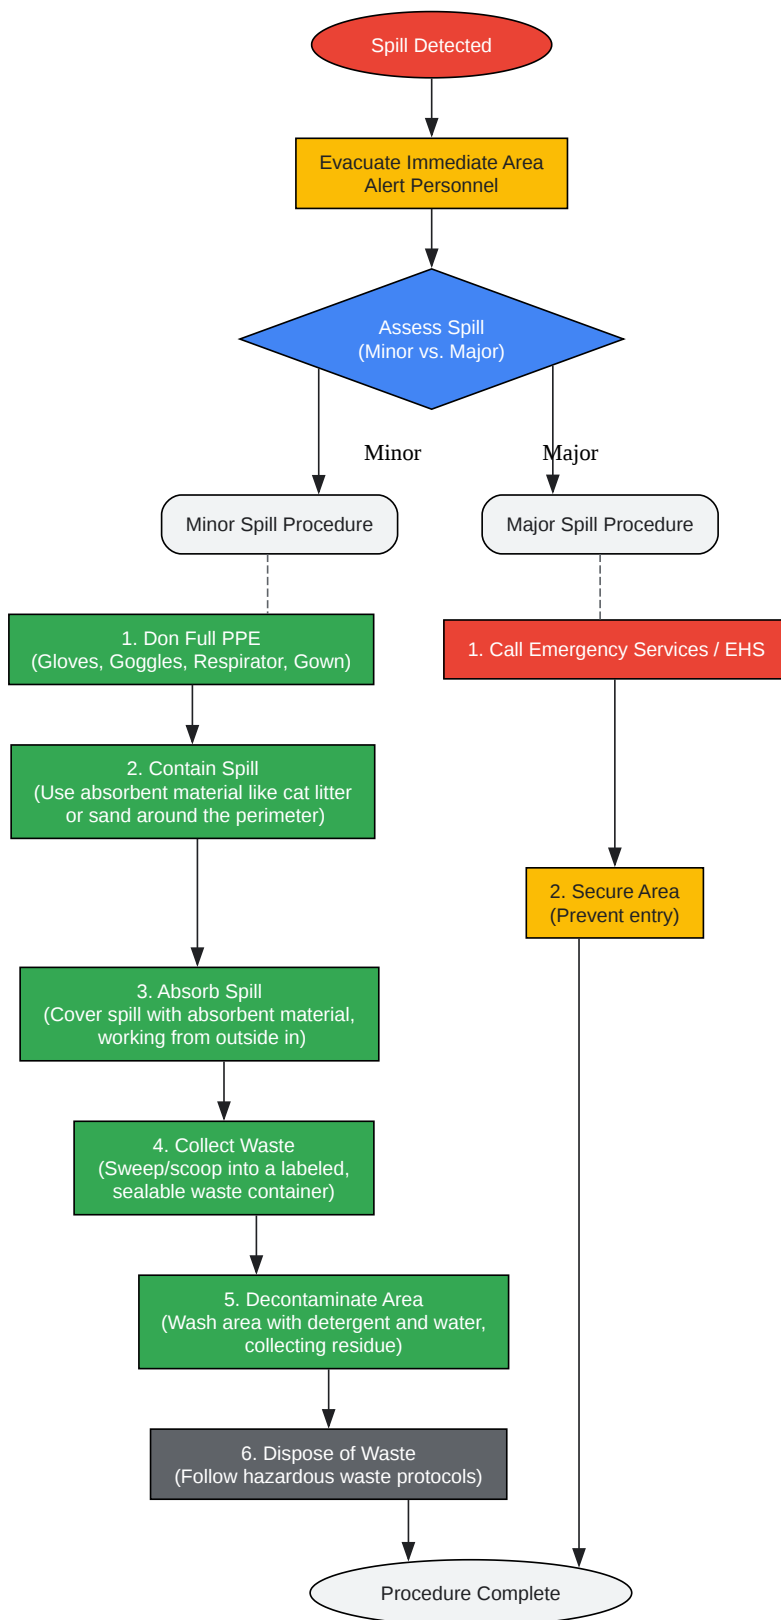 Spill Detected
Evacuate Immediate Area
Alert Personnel
Assess Spill
(Minor vs. Major)
Minor
Major
Minor Spill Procedure
Major Spill Procedure
1. Don Full PPE
(Gloves, Goggles, Respirator, Gown)
1. Call Emergency Services / EHS
2. Contain Spill
(Use absorbent material like cat litter
or sand around the perimeter)
2. Secure Area
(Prevent entry)
3. Absorb Spill
(Cover spill with absorbent material,
working from outside in)
4. Collect Waste
(Sweep/scoop into a labeled,
sealable waste container)
5. Decontaminate Area
(Wash area with detergent and water,
collecting residue)
6. Dispose of Waste
(Follow hazardous waste protocols)
Procedure Complete